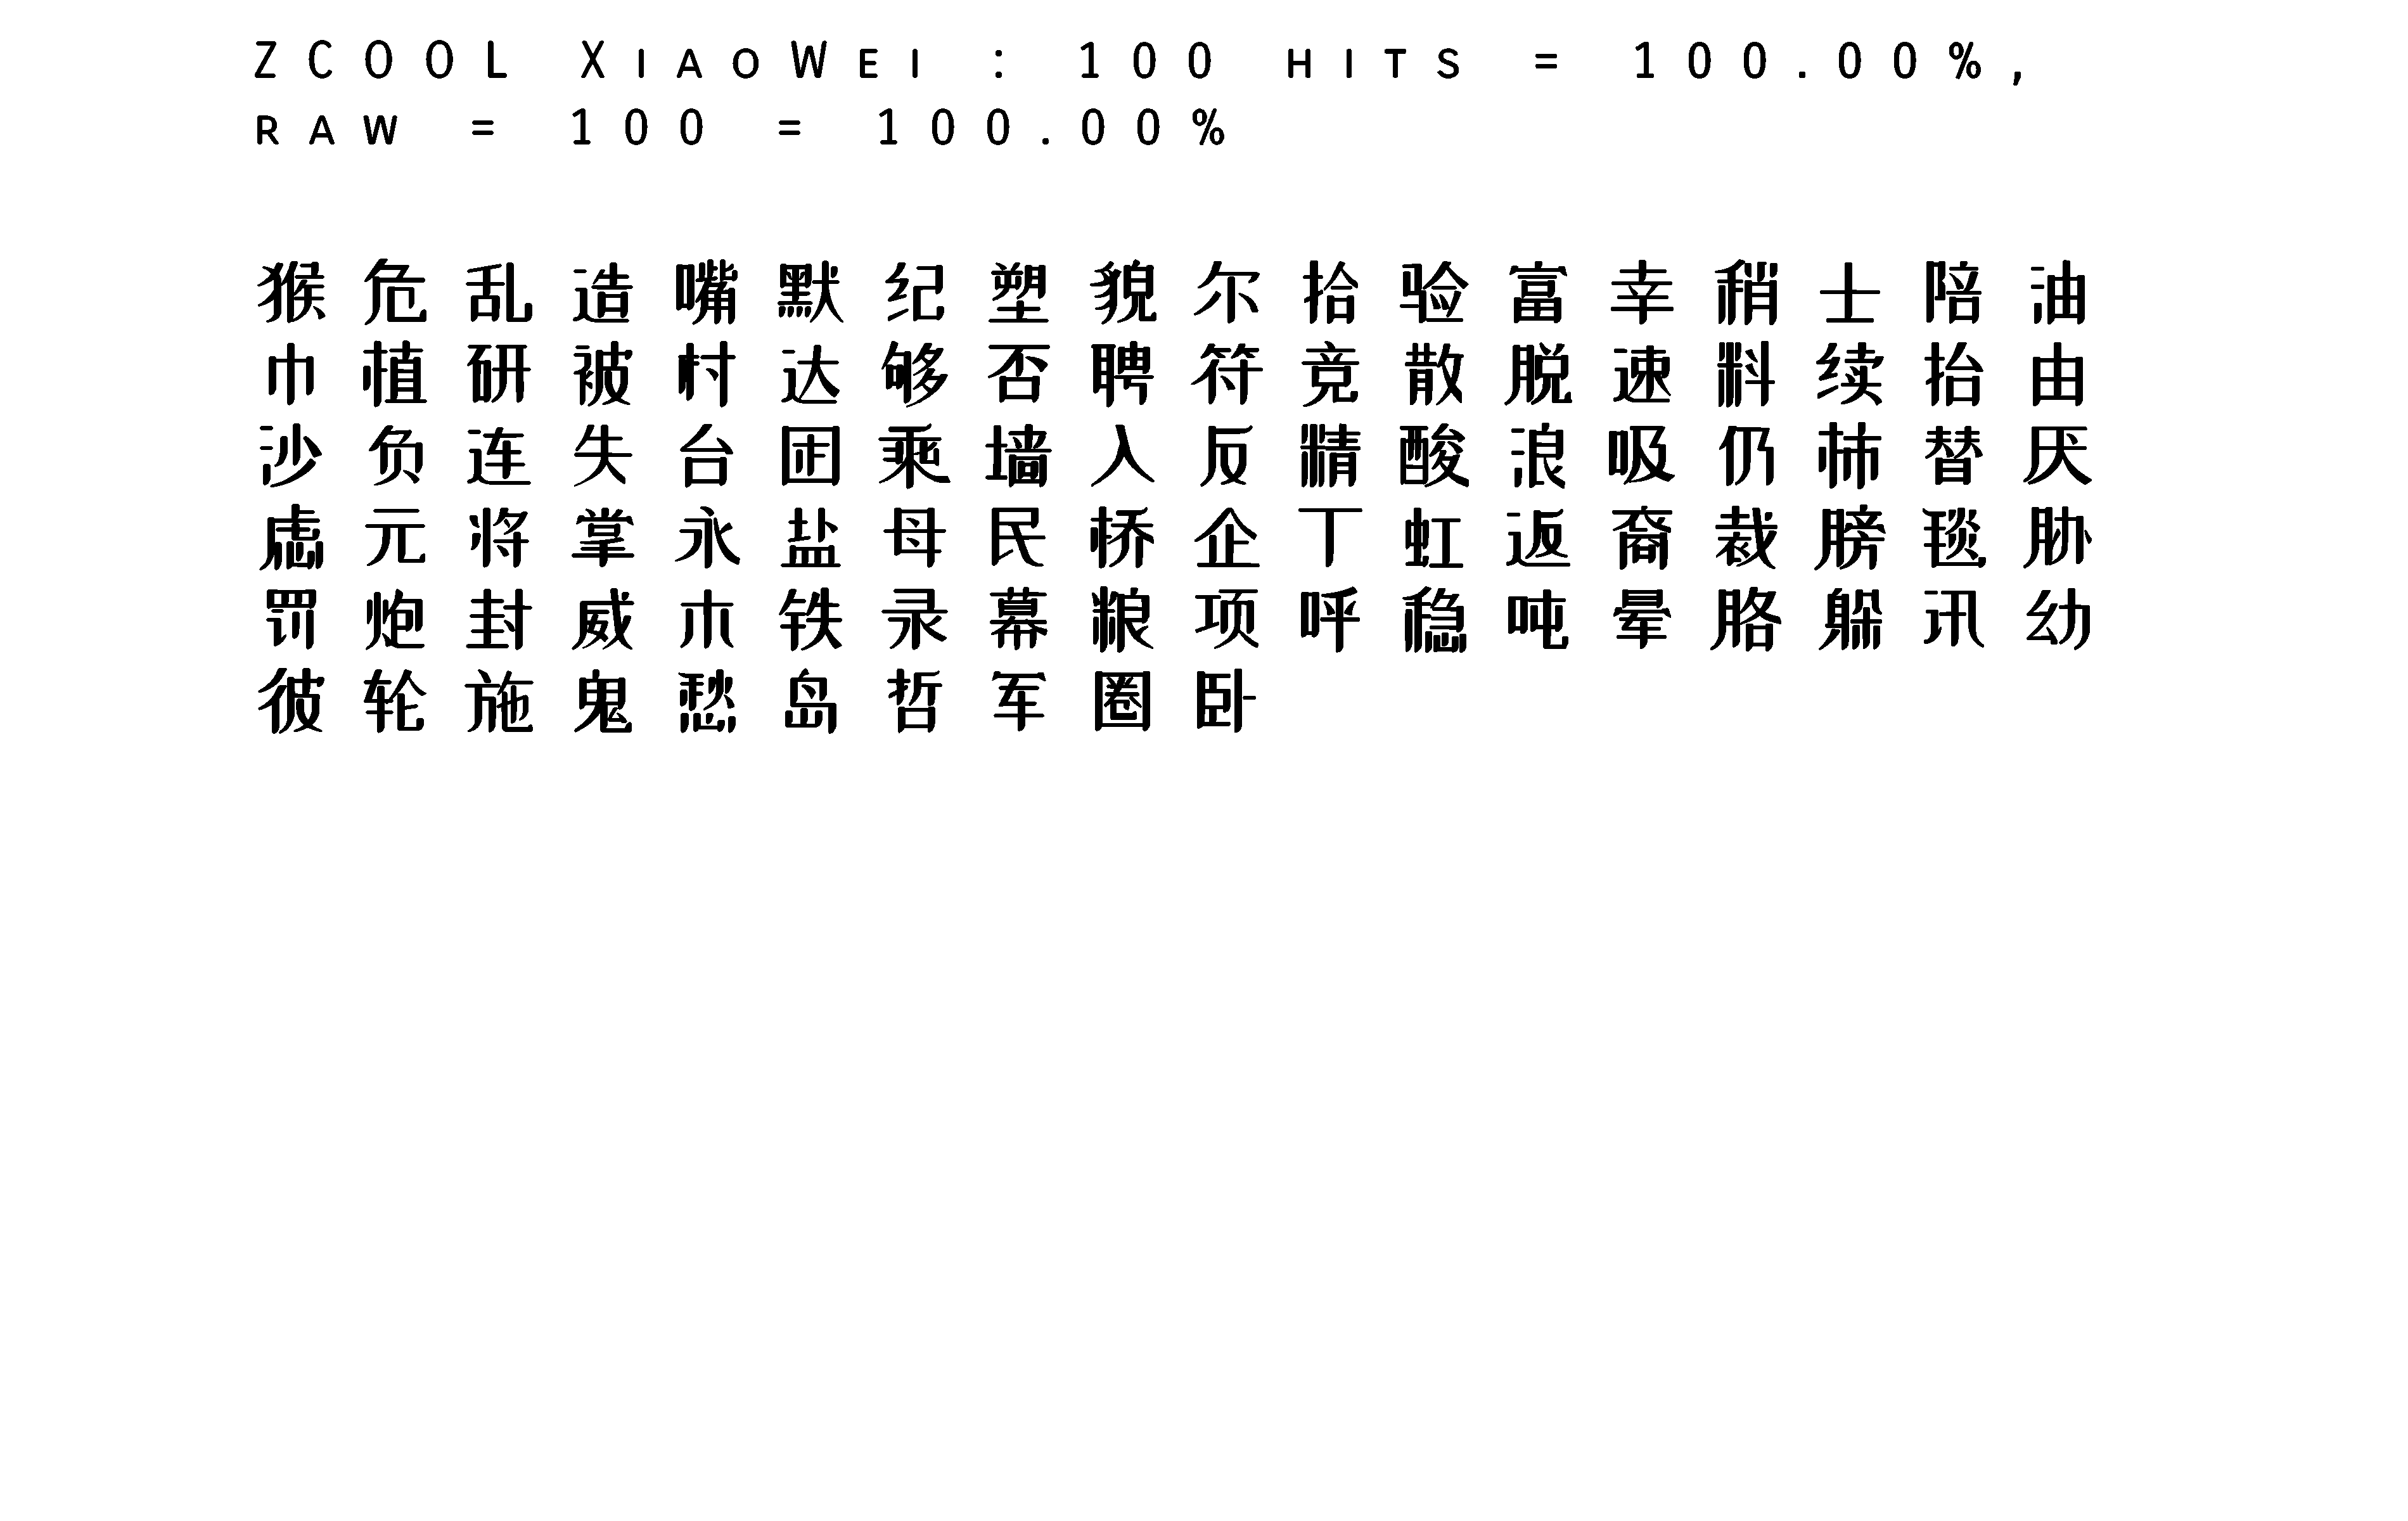 ZCOOL XiaoWei : 100 hits = 100.00%,
raw = 100 = 100.00%
猴危乱造嘴默纪塑貌尔拾验富幸稍士陪油
巾植研被村达够否聘符竞散脱速料续抬由
沙负连失台团乘墙入反精酸浪吸仍柿替厌
虑元将掌永盐母民桥企丁虹返裔裁膀毯胁
罚炮封威木铁录幕粮项呼稳吨晕胳躲讯幼
彼轮施鬼愁岛哲军圈卧